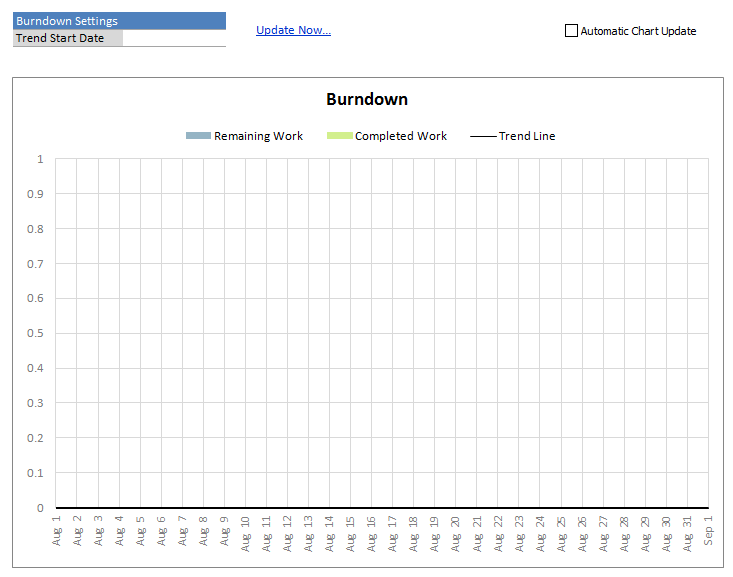 Burndown Settings
Trend Start Date
Update Now...
Automatic Chart Update
Burndown
Remaining Work
Completed Work
Trend Line
1
0.9
0.8
0.7
0.6
0.5
0.4
0.3
0.2
0.1
0
Aug 1
Aug 2
Aug 3
Aug 4
Aug 5
Aug 6
Aug 7
Aug 8
Aug 9
Aug 10
Aug 11
Aug 12
Aug 13
Aug 14
Aug 15
Aug 16
Aug 17
Aug 18
Aug 19
Aug 20
Aug 21
Aug 22
Aug 23
Aug 24
Aug 25
Aug 26
Aug 27
Aug 28
Aug 29
Aug 30
Aug 31
Sep 1